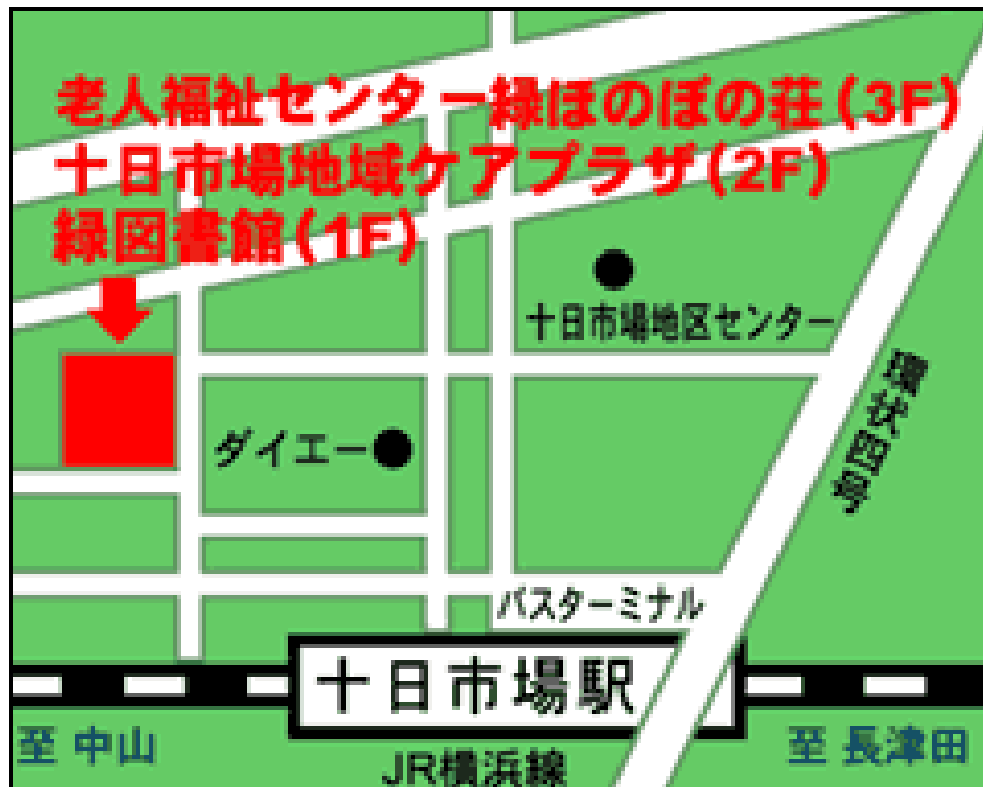 老人福祉センター緑ほのぼの荘(3F)
十日市場地域ケアプラザ(2F)
緑図書館(1F)
十日市場地区センター
環状四号
ダイエー
バスターミナル
十日市場駅
至 中山
至 長津田
JR横浜線